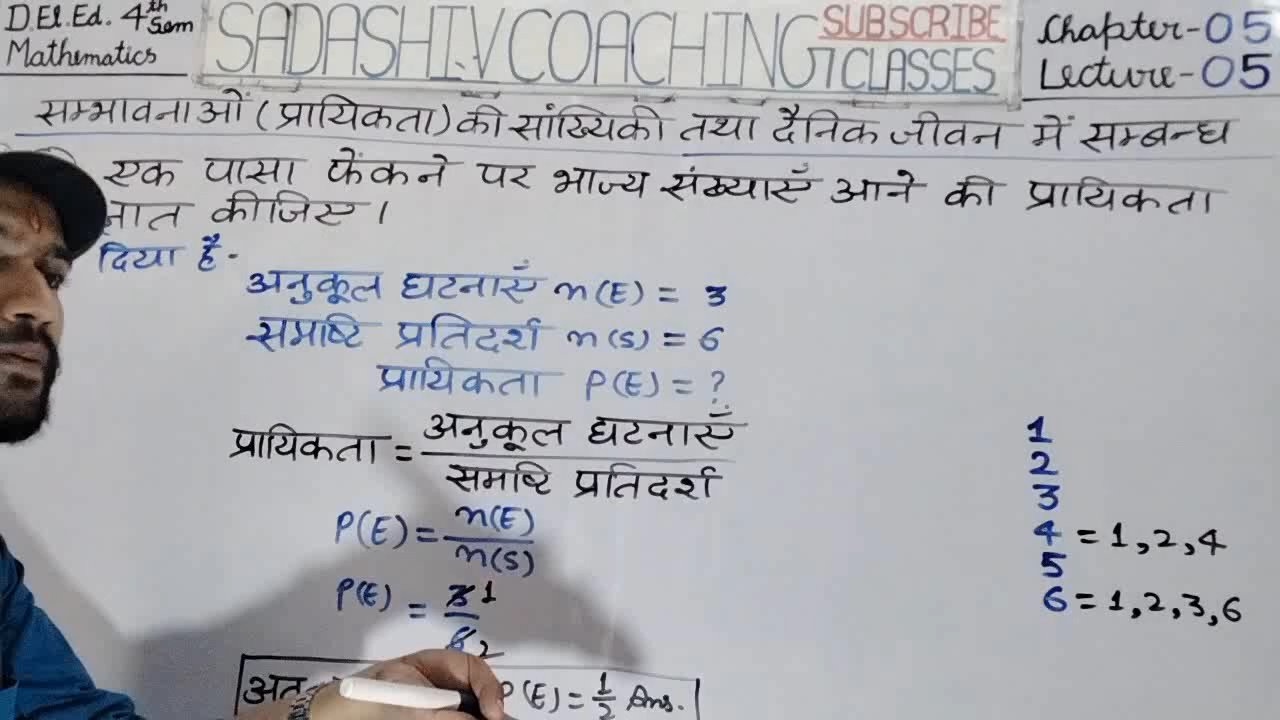 D.El.Ed. 4th Sem
Mathematics
SADASHIV COACHING CLASSES
SUBSCRIBE
Chapter-05
Lecture-05
सम्भावनाओं (प्रायिकता) की सांख्यिकी तथा दैनिक जीवन में सम्बन्ध
एक पासा फेंकने पर भाज्य संख्याएँ आने की प्रायिकता
ज्ञात कीजिए।
दिया है-
अनुकूल घटनाएँ n(E) = 3
समष्टि प्रतिदर्श n(S) = 6
प्रायिकता P(E) = ?
प्रायिकता = अनुकूल घटनाएँ
समष्टि प्रतिदर्श
P(E) = n(E)
n(S)
P(E) = 3 1
6 2
अत P(E) = 1/2 Ans.
1
2
3
4 = 1, 2, 4
5
6 = 1, 2, 3, 6